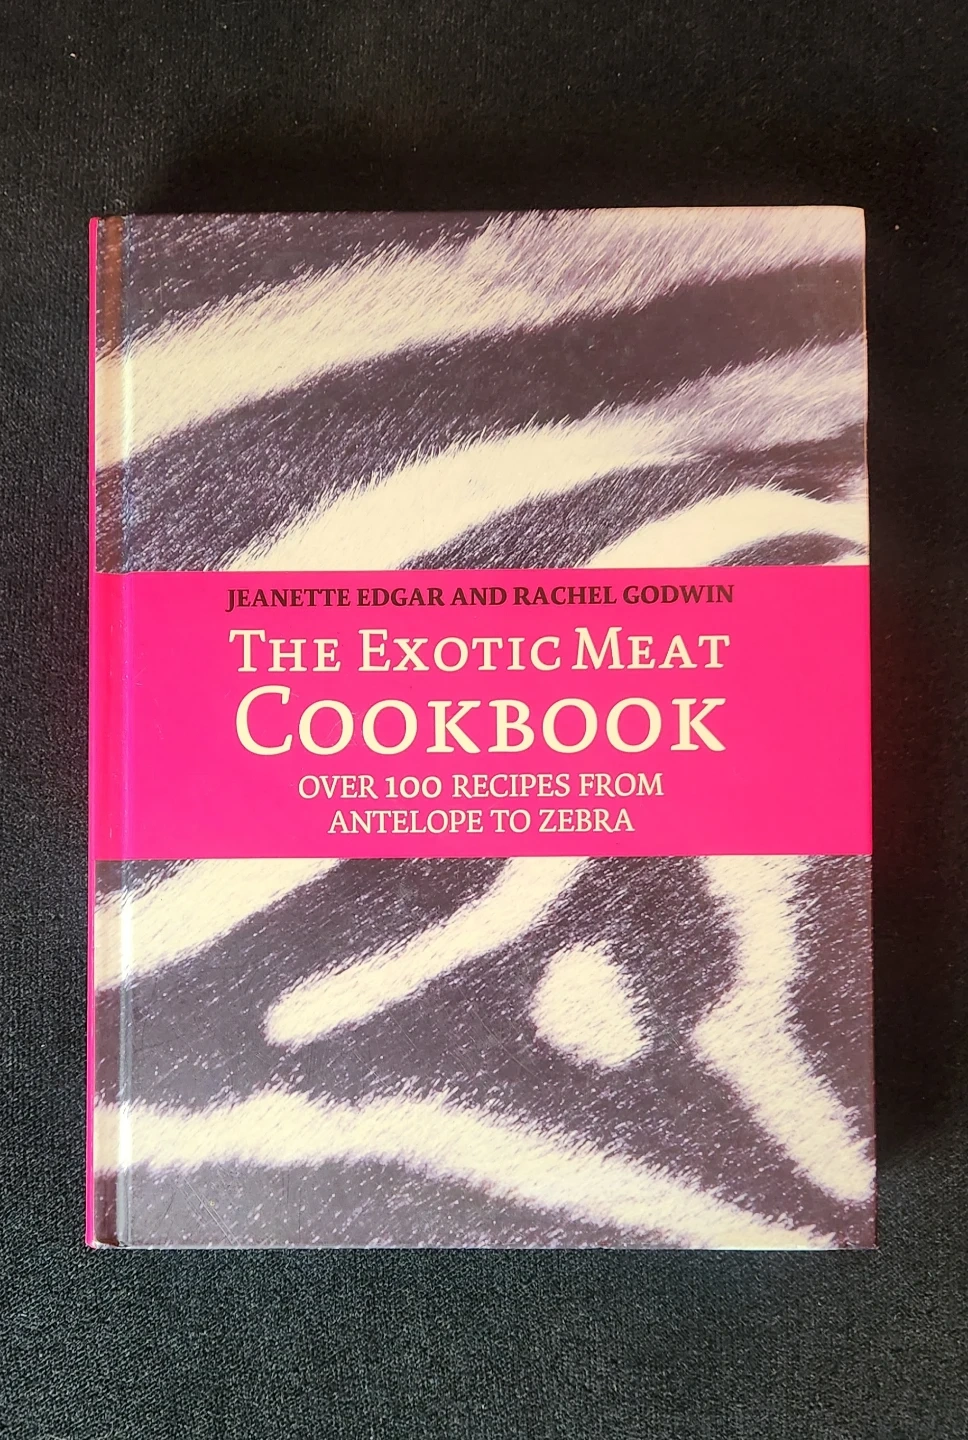 JEANETTE EDGAR AND RACHEL GODWIN
THE EXOTIC MEAT
COOKBOOK
OVER 100 RECIPES FROM
ANTELOPE TO ZEBRA